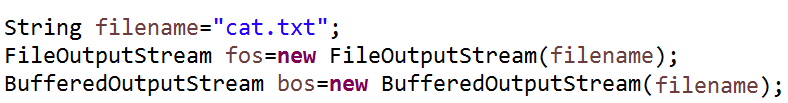 String filename="cat.txt";
FileOutputStream fos=new FileOutputStream(filename);
BufferedOutputStream bos=new BufferedOutputStream(filename);